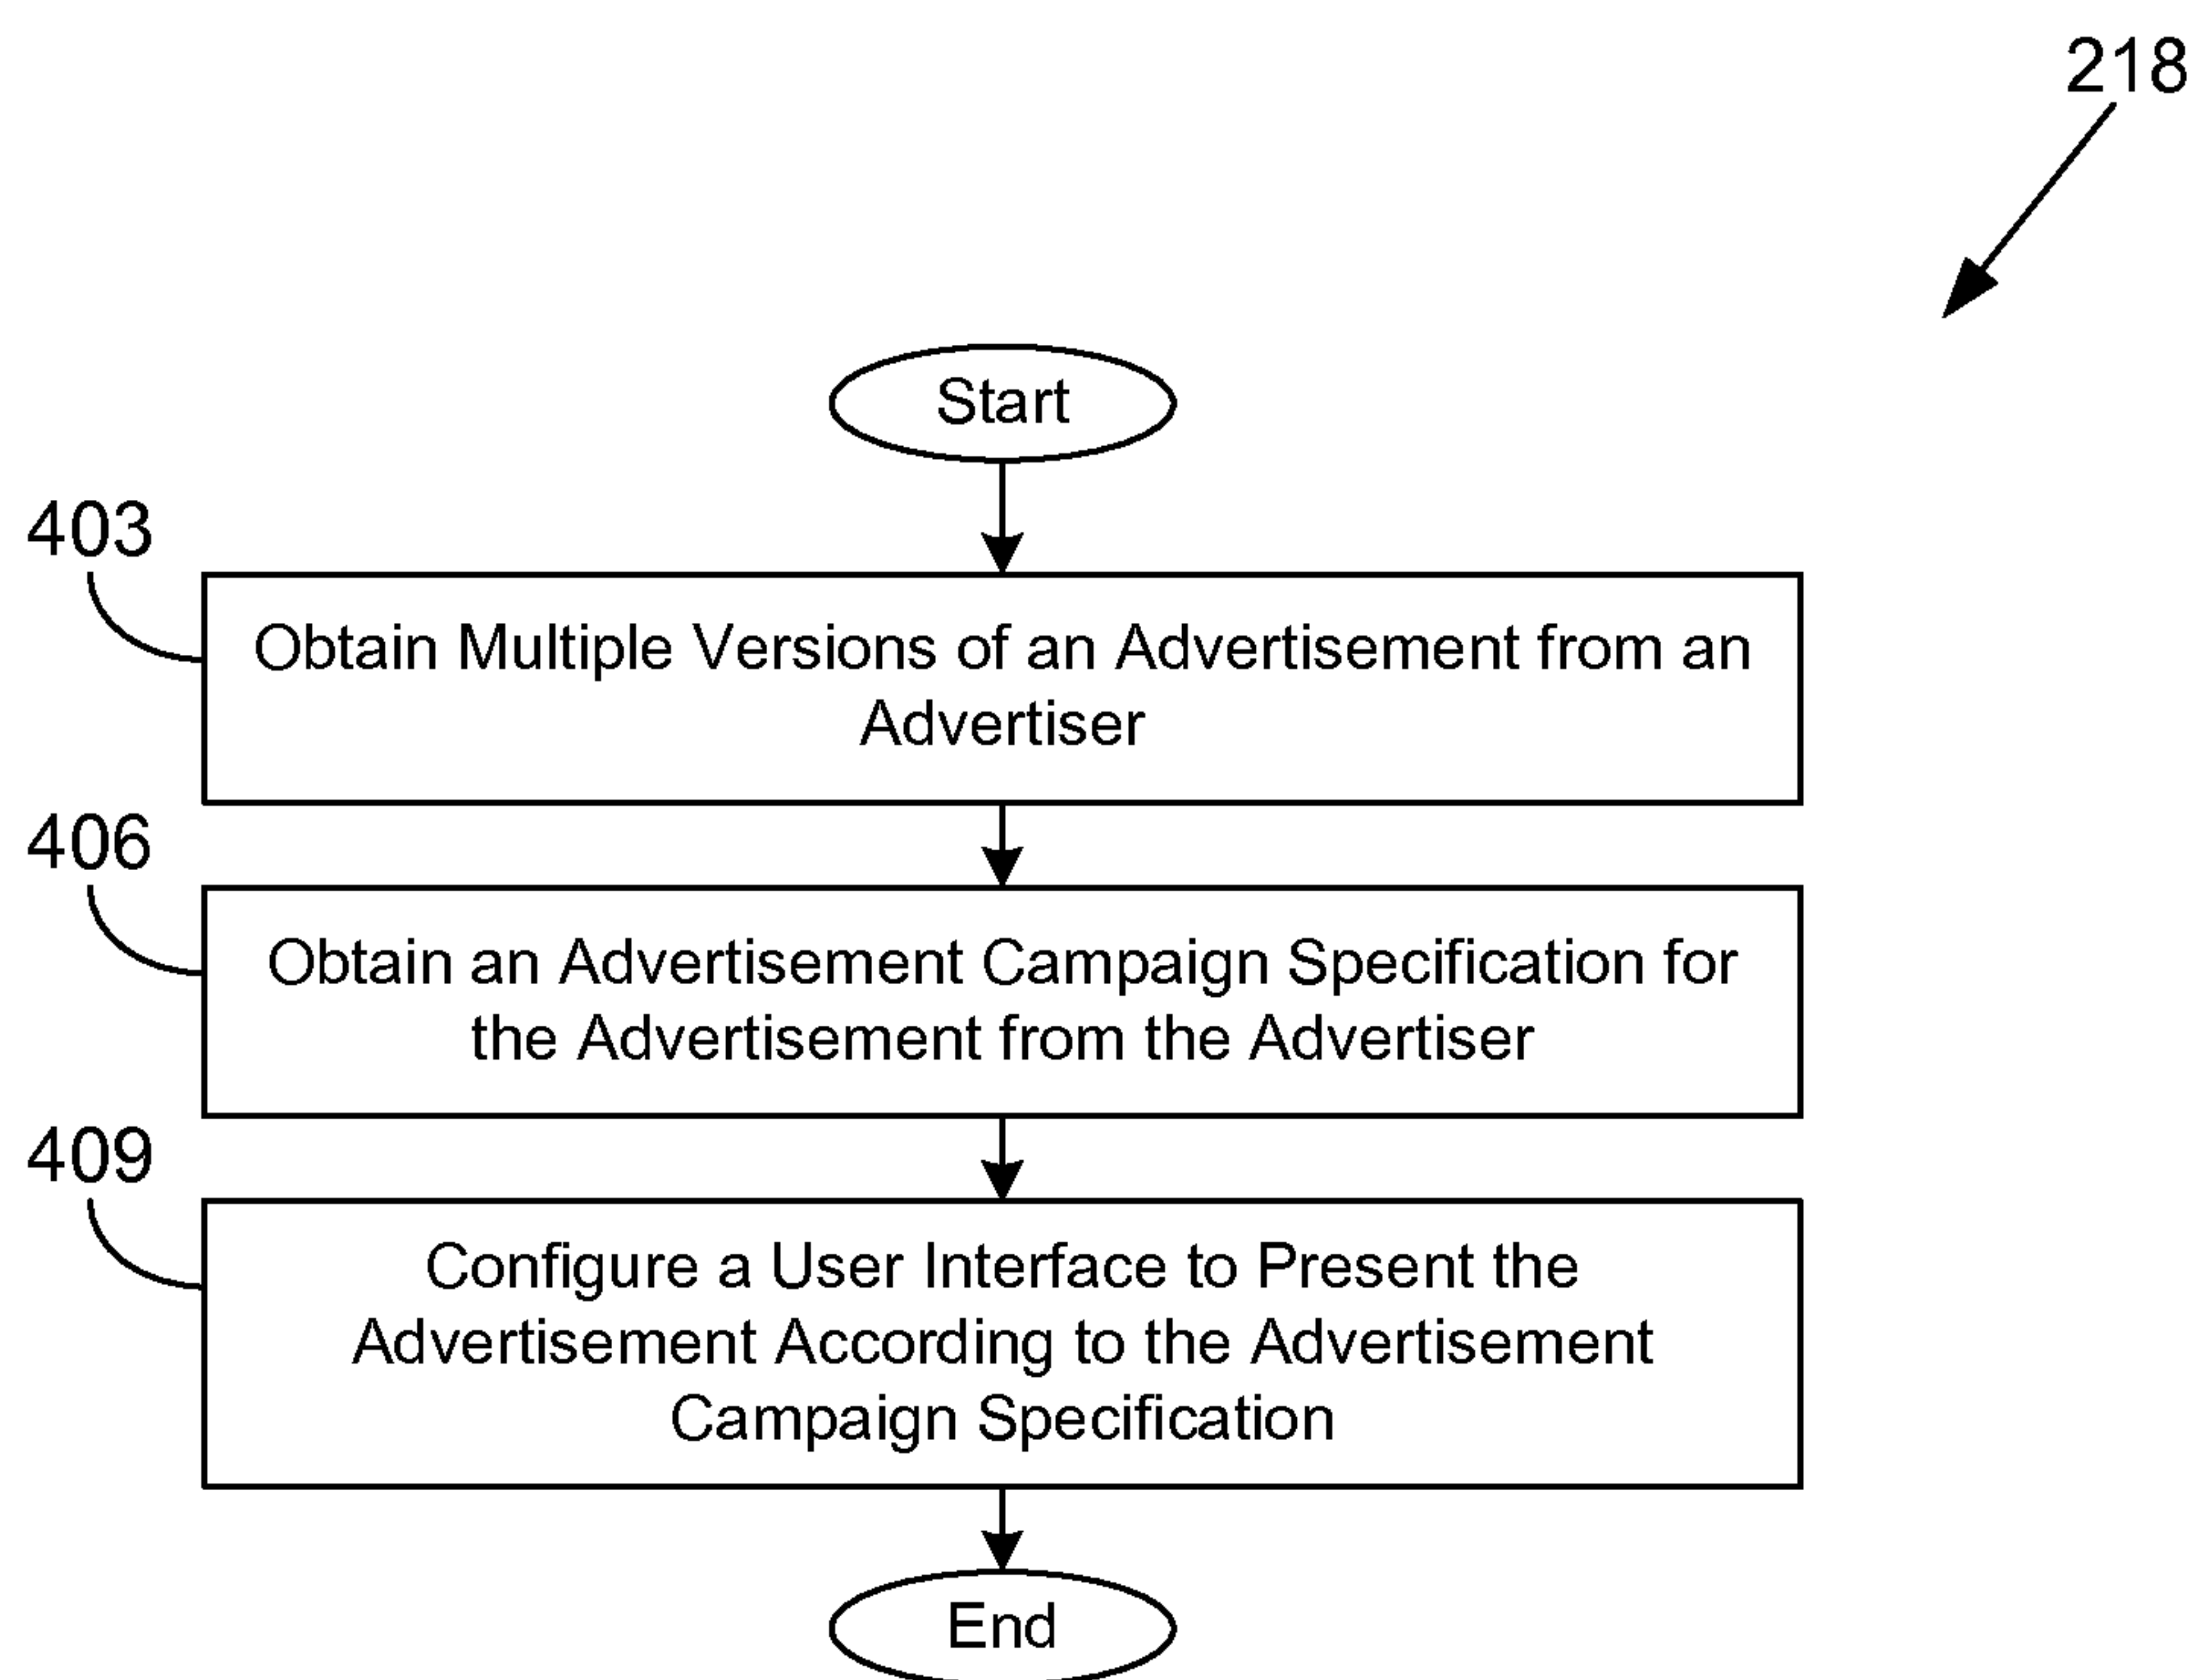 218
Start
403
Obtain Multiple Versions of an Advertisement from an
Advertiser
406
Obtain an Advertisement Campaign Specification for
the Advertisement from the Advertiser
409
Configure a User Interface to Present the
Advertisement According to the Advertisement
Campaign Specification
End